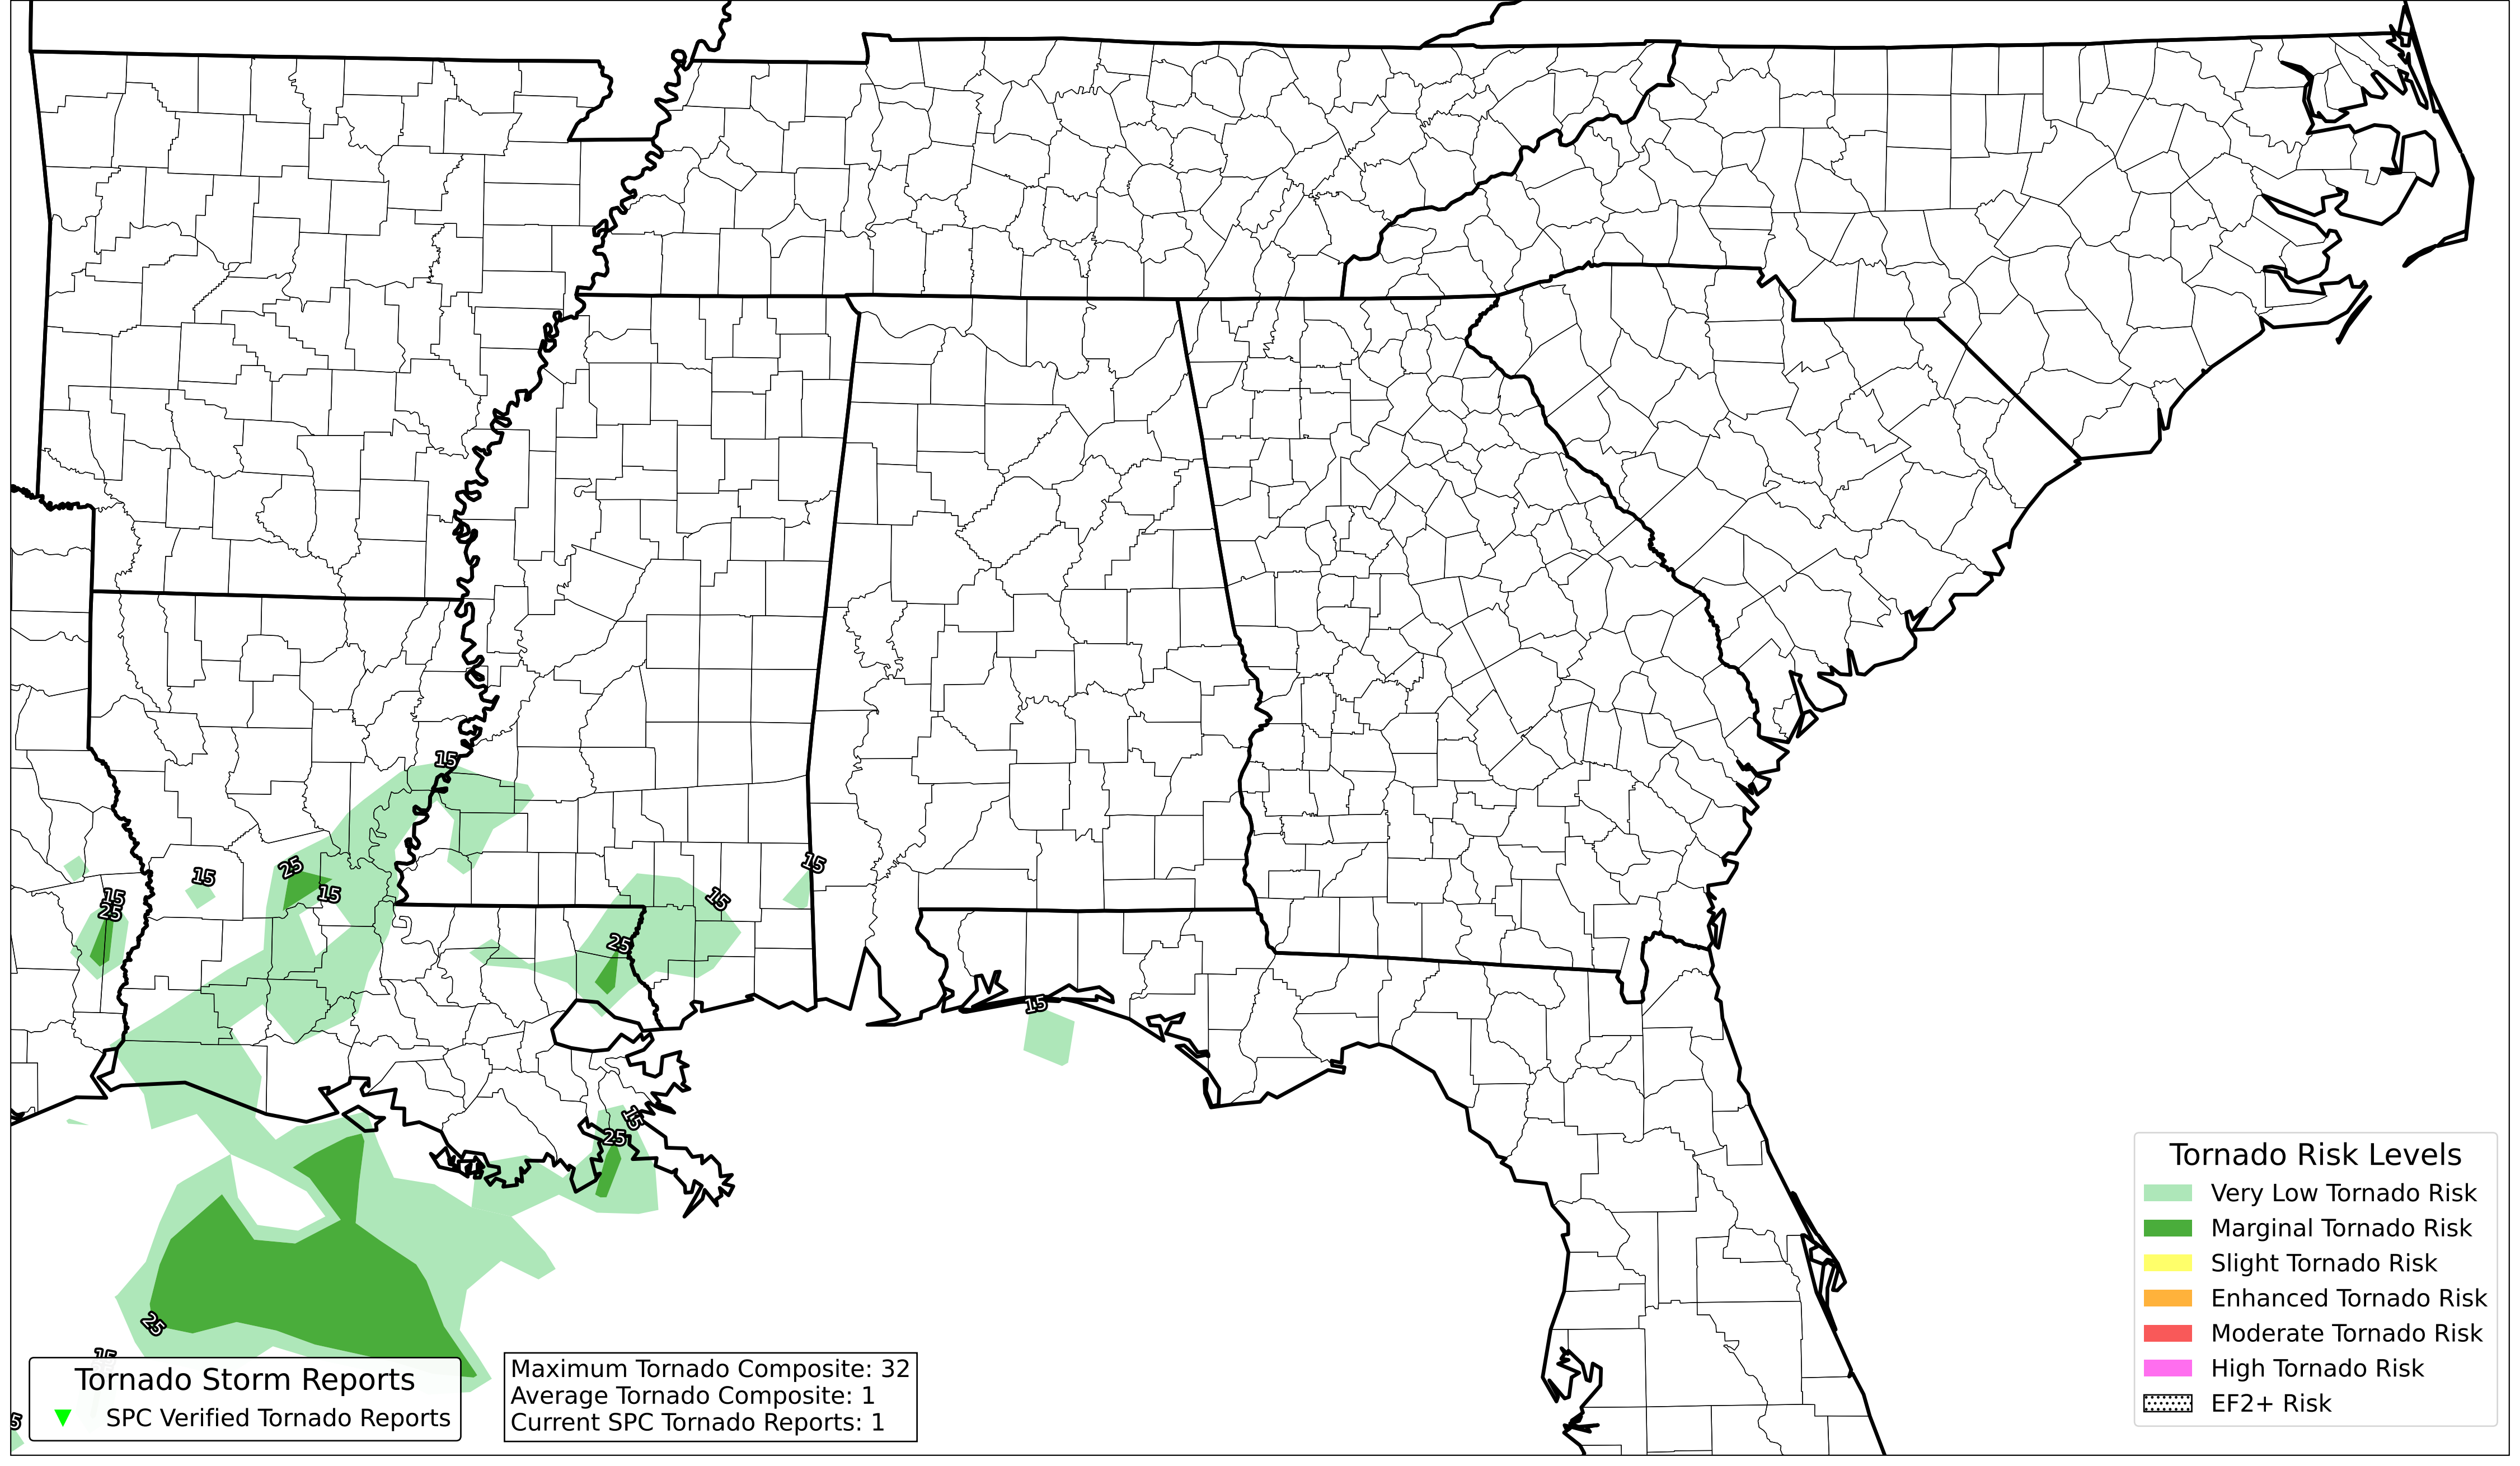 15
15
25
15
15
15
25
15
25
15
15
25
15
25
15
Tornado Risk Levels
Very Low Tornado Risk
Marginal Tornado Risk
Slight Tornado Risk
Enhanced Tornado Risk
Moderate Tornado Risk
High Tornado Risk
EF2+ Risk
Tornado Storm Reports
SPC Verified Tornado Reports
Maximum Tornado Composite: 32
Average Tornado Composite: 1
Current SPC Tornado Reports: 1